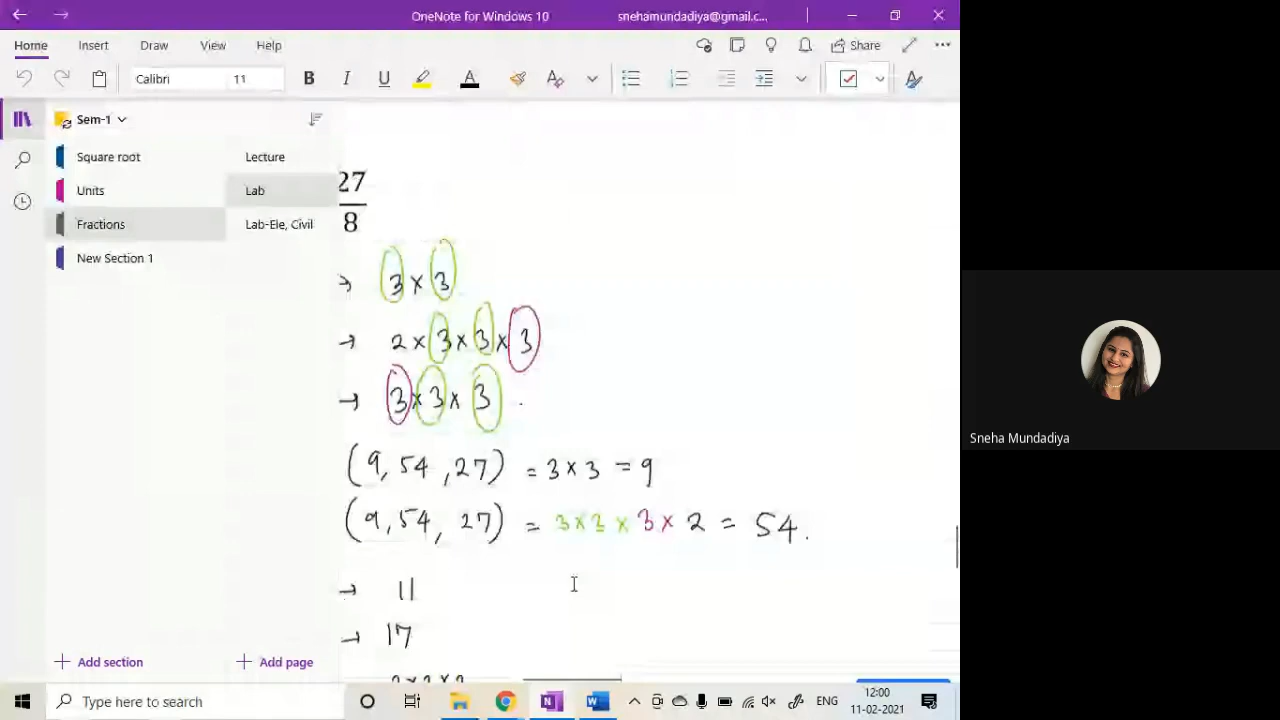 OneNote for Windows 10
snehamundadiya@gmail.c...
Home Insert Draw View Help
Share
Calibri 11 B I U A
Sem-1
Square root
Units
Fractions
New Section 1
Lecture
Lab
Lab-Ele, Civil
27
8
→ 3 × 3
→ 2 × 3 × 3 × 3
→ 3 × 3 × 3 .
(9, 54, 27) = 3 × 3 = 9
(9, 54, 27) = 3 × 3 × 3 × 2 = 54.
→ 11
→ 17
+ Add section
+ Add page
Sneha Mundadiya
Type here to search
ENG
12:00
11-02-2021